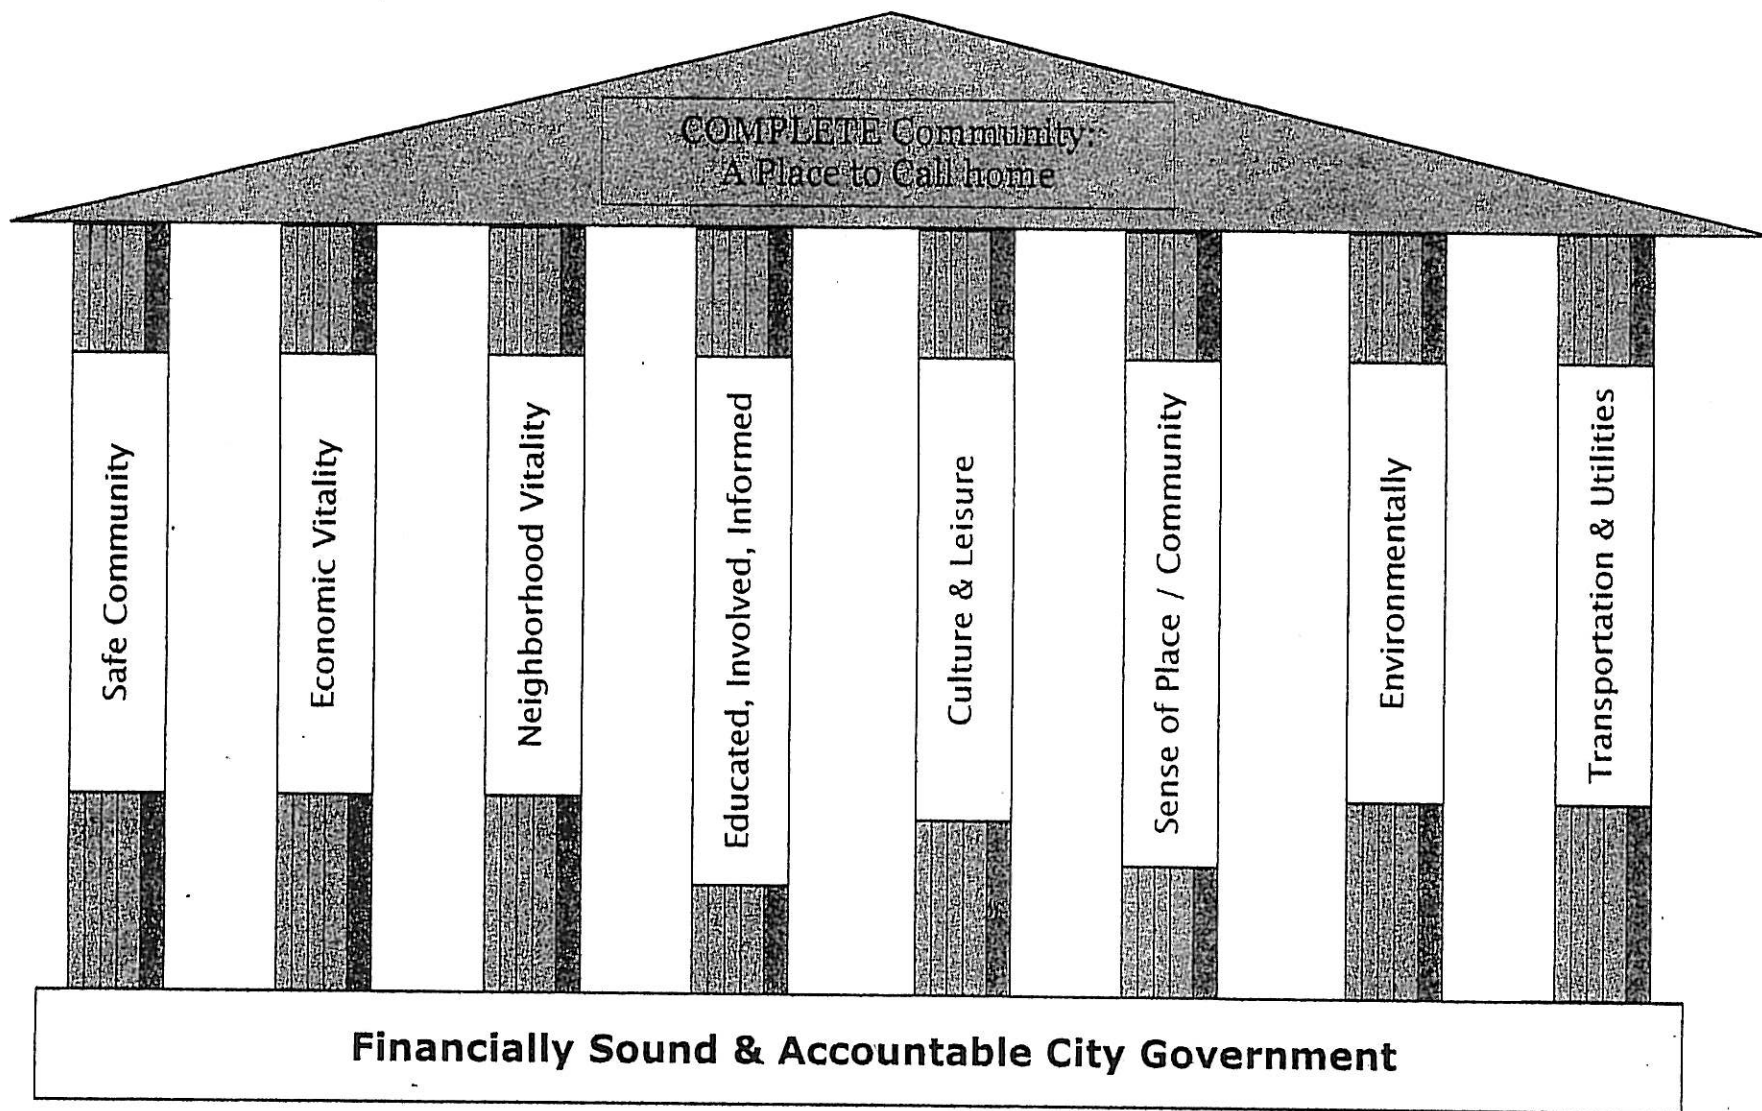 COMPLETE Community:
A Place to Call home
Safe Community
Economic Vitality
Neighborhood Vitality
Educated, Involved, Informed
Culture & Leisure
Sense of Place / Community
Environmentally
Transportation & Utilities
Financially Sound & Accountable City Government